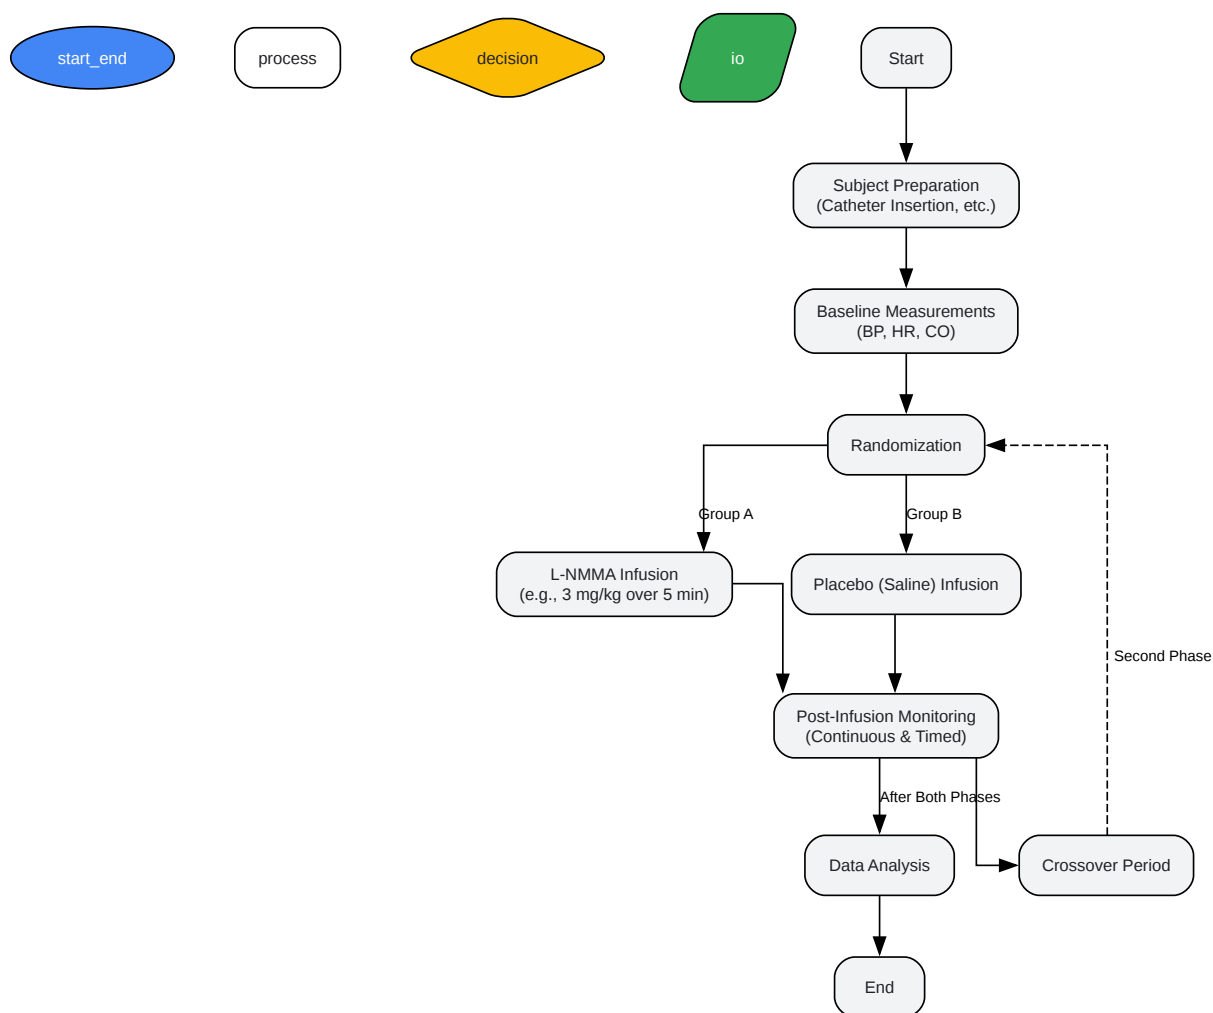 start_end
process
decision
io
Start
Subject Preparation
(Catheter Insertion, etc.)
Baseline Measurements
(BP, HR, CO)
Randomization
Group A
Group B
L-NMMA Infusion
(e.g., 3 mg/kg over 5 min)
Placebo (Saline) Infusion
Second Phase
Post-Infusion Monitoring
(Continuous & Timed)
After Both Phases
Data Analysis
Crossover Period
End